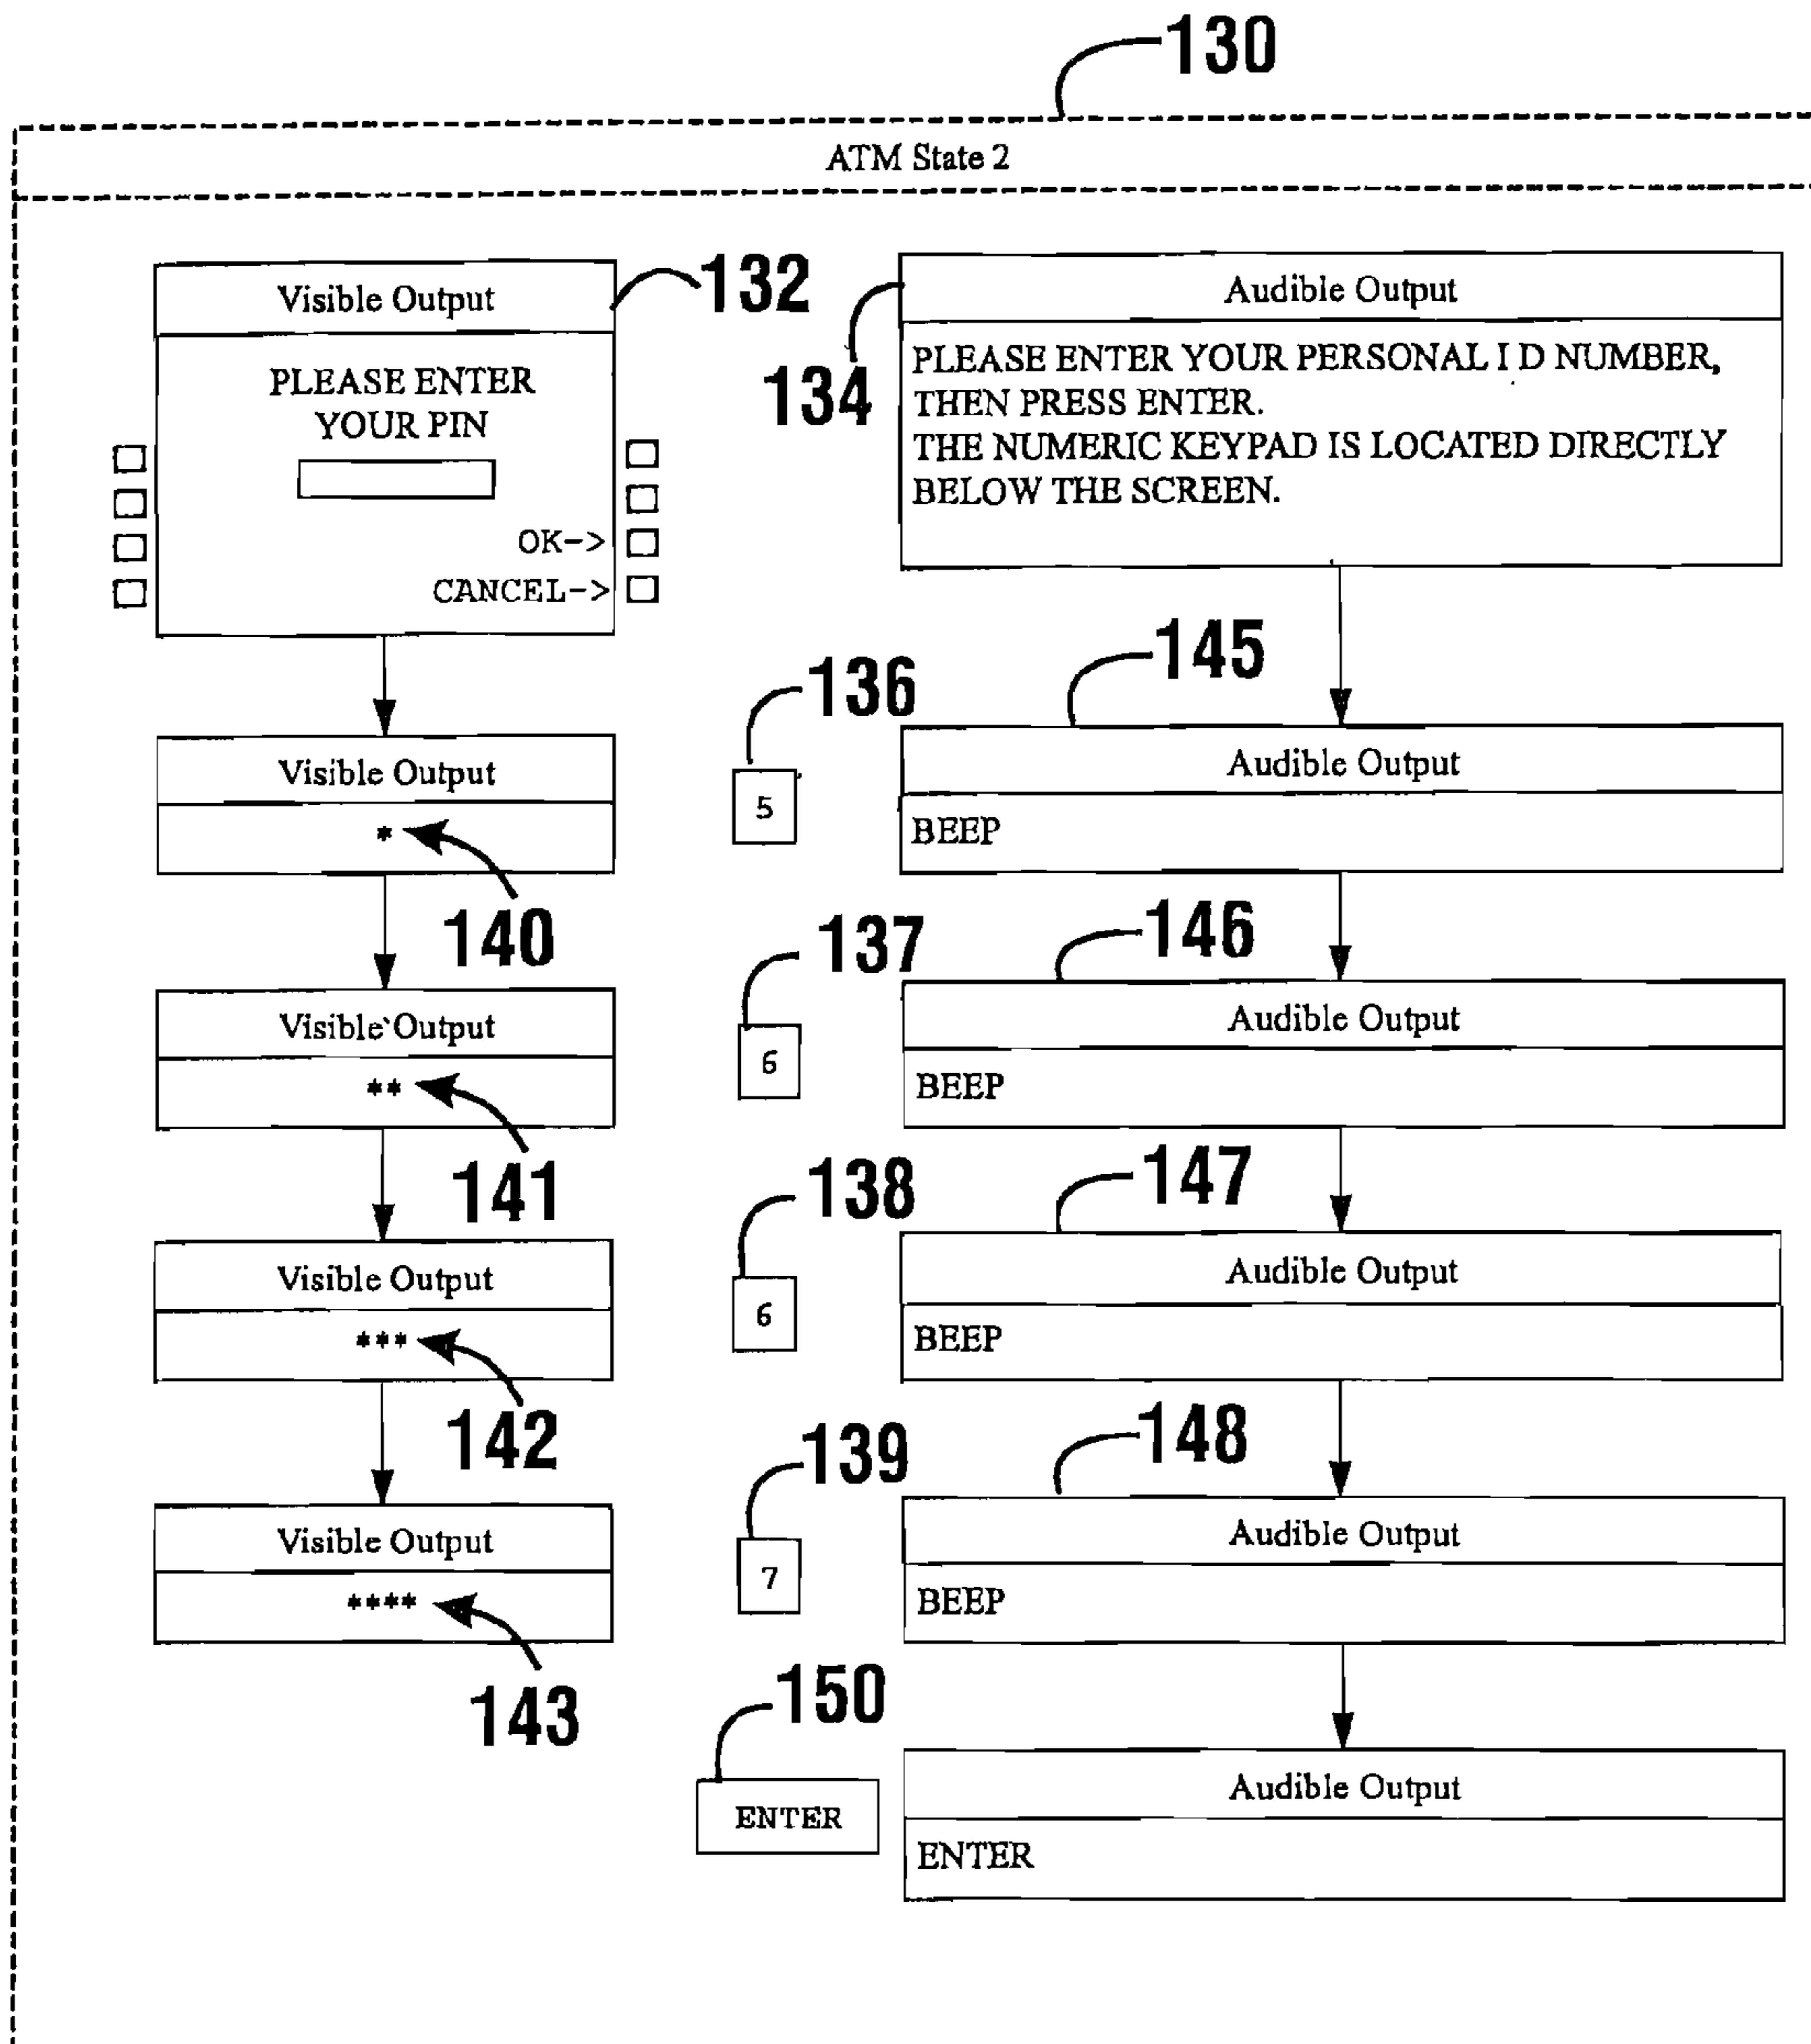 130
ATM State 2
Visible Output
132
PLEASE ENTER
YOUR PIN
OK->
CANCEL->
134
Audible Output
PLEASE ENTER YOUR PERSONAL I D NUMBER,
THEN PRESS ENTER.
THE NUMERIC KEYPAD IS LOCATED DIRECTLY
BELOW THE SCREEN.
Visible Output
*
140
136
5
145
Audible Output
BEEP
Visible Output
**
141
137
6
146
Audible Output
BEEP
Visible Output
***
142
138
6
147
Audible Output
BEEP
Visible Output
****
143
139
7
148
Audible Output
BEEP
150
ENTER
Audible Output
ENTER